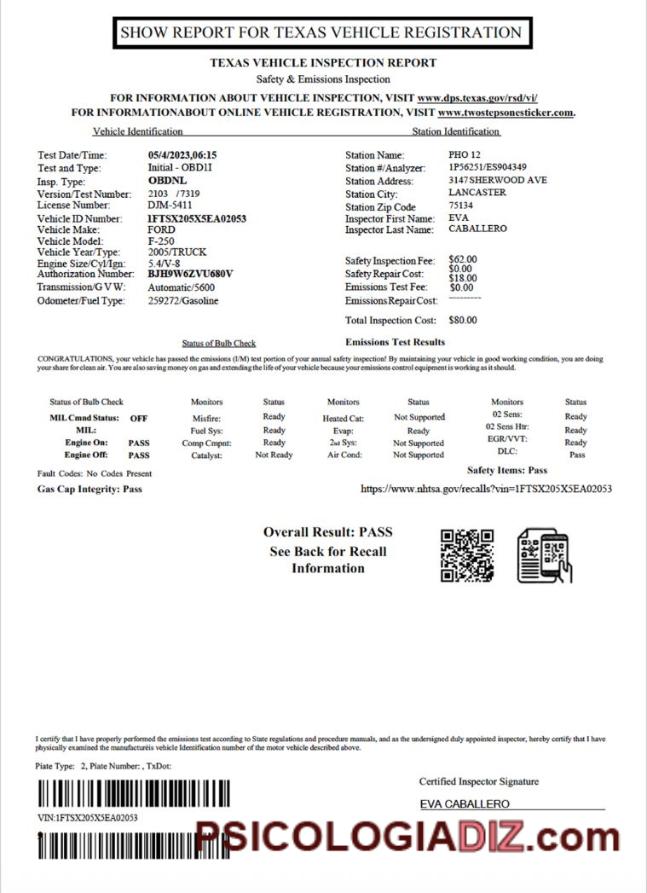 SHOW REPORT FOR TEXAS VEHICLE REGISTRATION
TEXAS VEHICLE INSPECTION REPORT
Safety & Emissions Inspection
FOR INFORMATION ABOUT VEHICLE INSPECTION, VISIT www.dps.texas.gov/rsd/vi/
FOR INFORMATIONABOUT ONLINE VEHICLE REGISTRATION, VISIT www.twostepsonesticker.com.
Vehicle Identification Station Identification
Test Date/Time: 05/4/2023,06:15 Station Name: PHO 12
Test and Type: Initial - OBD1I Station #/Analyzer: 1P56251/ES904349
Insp. Type: OBDNL Station Address: 3147 SHERWOOD AVE
Version/Test Number: 2103 /7319 Station City: LANCASTER
License Number: DJM-5411 Station Zip Code 75134
Vehicle ID Number: 1FTSX205X5EA02053 Inspector First Name: EVA
Vehicle Make: FORD Inspector Last Name: CABALLERO
Vehicle Model: F-250
Vehicle Year/Type: 2005/TRUCK
Engine Size/Cyl/Ign: 5.4/V-8 Safety Inspection Fee: $62.00
Authorization Number: BJH9W6ZVU680V Safety Repair Cost: $0.00
Transmission/G V W: Automatic/5600 Emissions Test Fee: $18.00
Odometer/Fuel Type: 259272/Gasoline Emissions Repair Cost: $0.00
---------
Total Inspection Cost: $80.00
Status of Bulb Check Emissions Test Results
CONGRATULATIONS, your vehicle has passed the emissions (I/M) test portion of your annual safety inspection! By maintaining your vehicle in good working condition, you are doing
your share for clean air. You are also saving money on gas and extending the life of your vehicle because your emissions control equipment is working as it should.
Status of Bulb Check Monitors Status Monitors Status Monitors Status
MIL Cmnd Status: OFF Misfire: Ready Heated Cat: Not Supported 02 Sens: Ready
MIL: Fuel Sys: Ready Evap: Ready 02 Sens Htr: Ready
Engine On: PASS Comp Cmpnt: Ready 2nd Sys: Not Supported EGR/VVT: Ready
Engine Off: PASS Catalyst: Not Ready Air Cond: Not Supported DLC: Pass
Safety Items: Pass
Fault Codes: No Codes Present
Gas Cap Integrity: Pass https://www.nhtsa.gov/recalls?vin=1FTSX205X5EA02053
Overall Result: PASS
See Back for Recall
Information
I certify that I have properly performed the emissions test according to State regulations and procedure manuals, and as the undersigned duly appointed inspector, hereby certify that I have
physically examined the manufacturéis vehicle Identification number of the motor vehicle described above.
Piate Type: 2, Piate Number: , TxDot:
Certified Inspector Signature
EVA CABALLERO
VIN:1FTSX205X5EA02053
PSICOLOGIADIZ.com